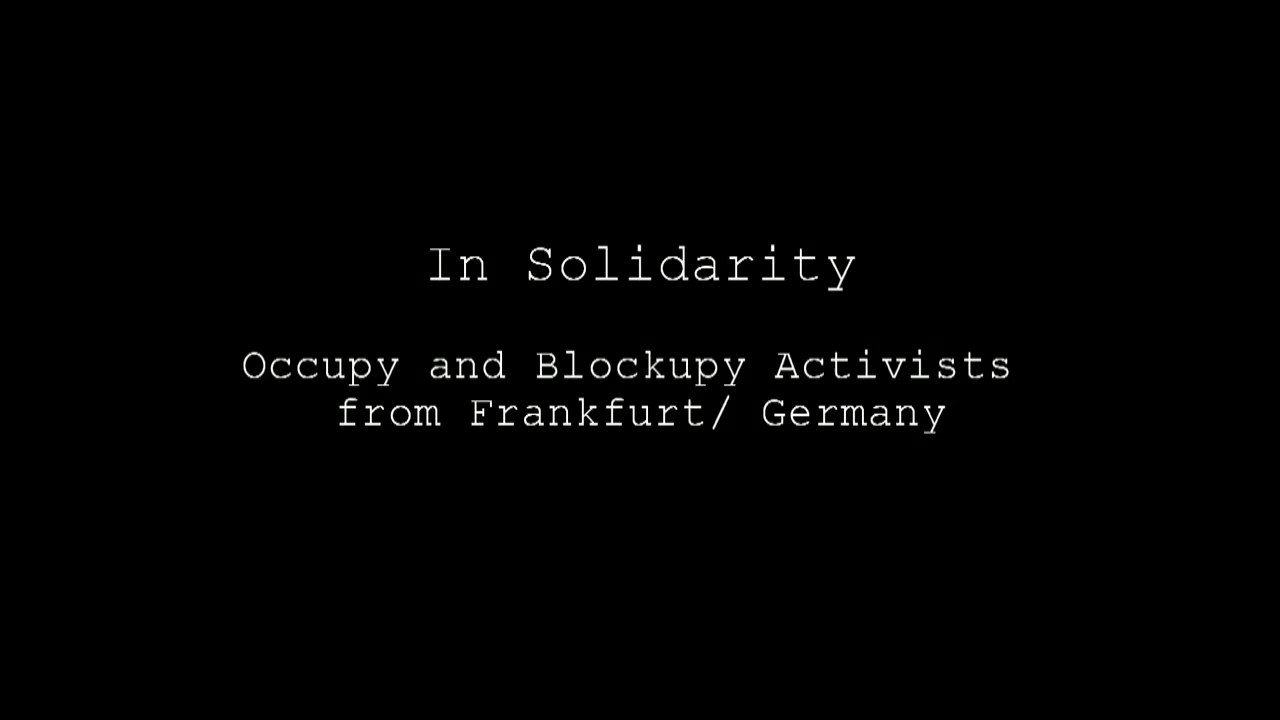 In Solidarity
Occupy and Blockupy Activists
from Frankfurt/ Germany